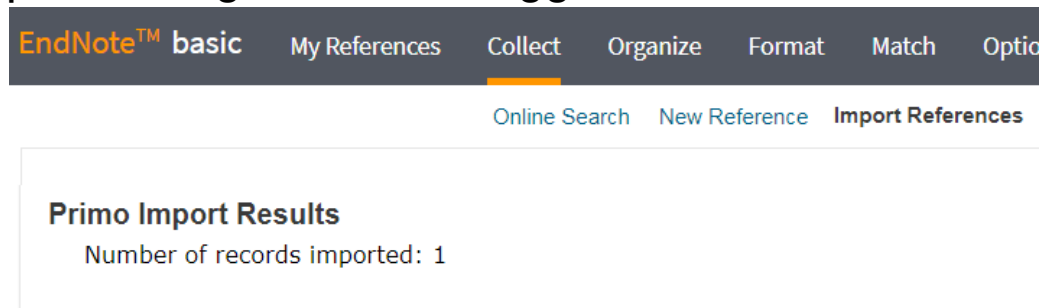 EndNote™ basic My References Collect Organize Format Match
Online Search New Reference Import References
Primo Import Results
Number of records imported: 1